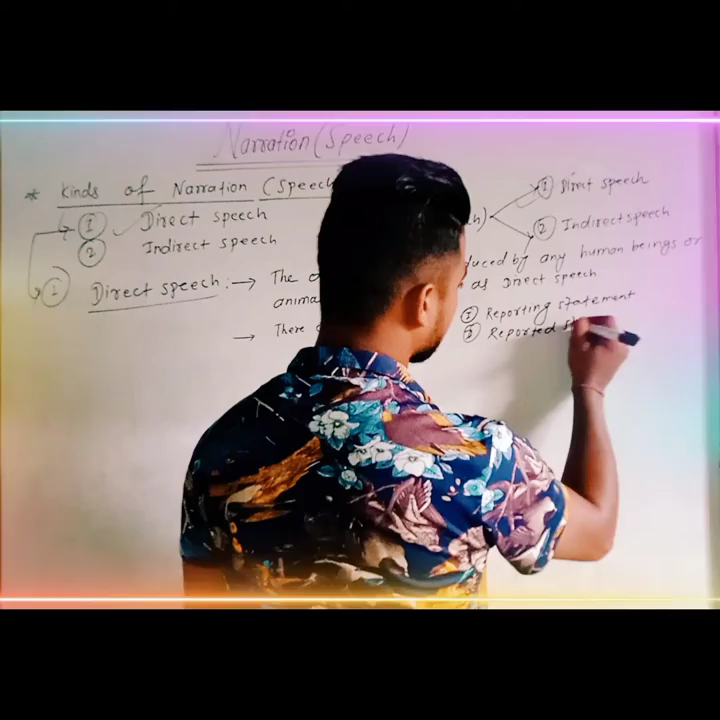 Narration (Speech)
* Kinds of Narration (Speech
① Direct speech
② Indirect speech
① Direct speech
② Indirect speech
① Direct speech :→ The
duced by any human beings or
anima
as Direct speech
→ There
① Reporting statement
② Reported